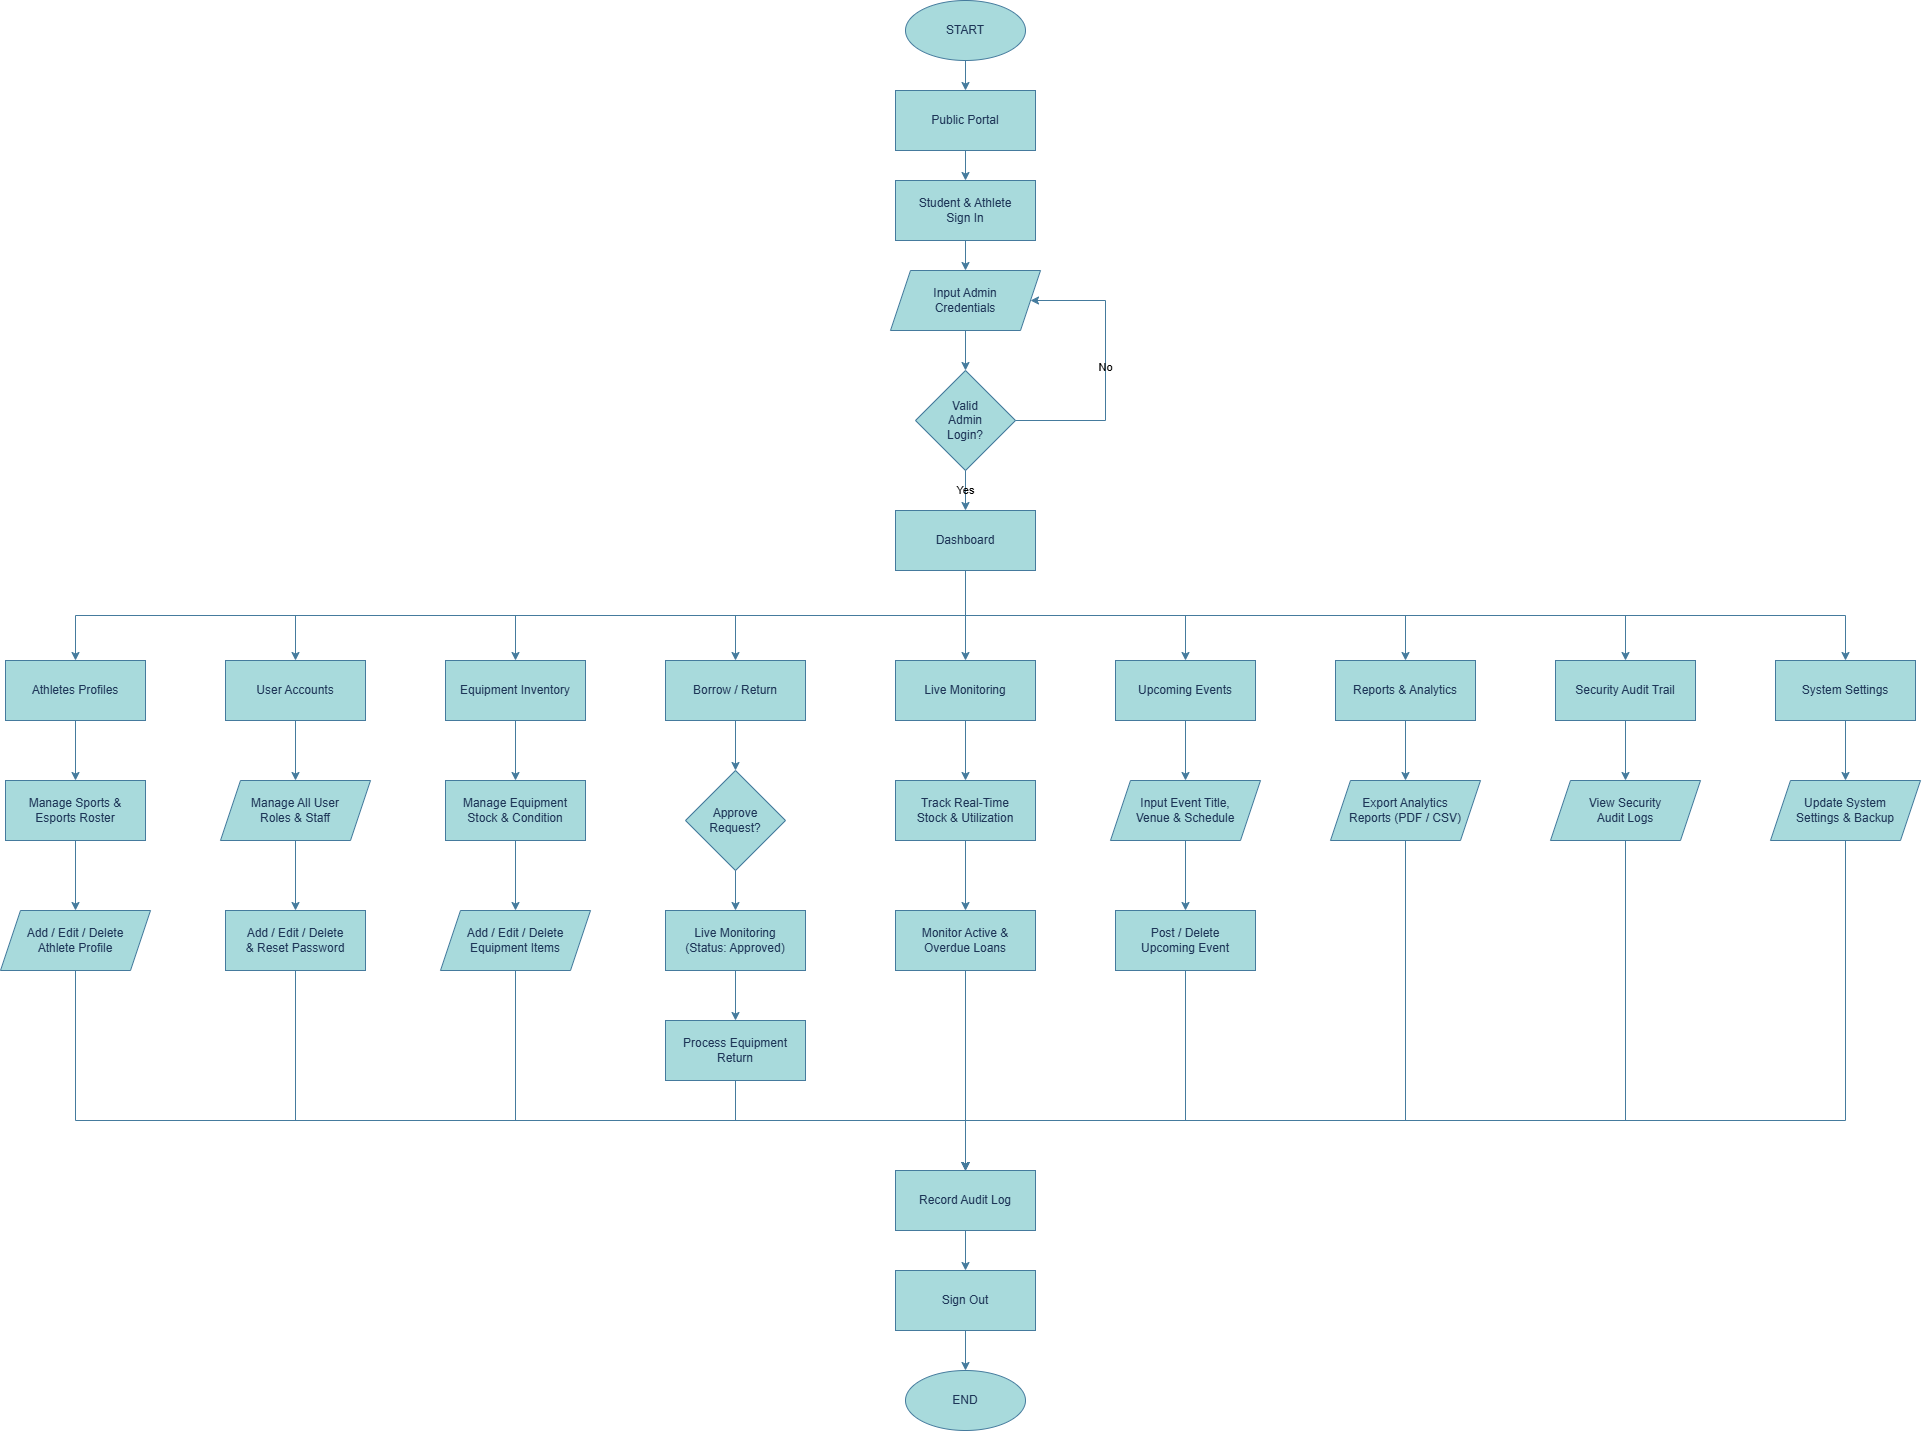 START
Public Portal
Student & Athlete
Sign In
Input Admin
Credentials
No
Valid
Admin
Login?
Yes
Dashboard
Athletes Profiles
User Accounts
Equipment Inventory
Borrow / Return
Live Monitoring
Upcoming Events
Reports & Analytics
Security Audit Trail
System Settings
Manage Sports &
Esports Roster
Manage All User
Roles & Staff
Manage Equipment
Stock & Condition
Approve
Request?
Track Real-Time
Stock & Utilization
Input Event Title,
Venue & Schedule
Export Analytics
Reports (PDF / CSV)
View Security
Audit Logs
Update System
Settings & Backup
Add / Edit / Delete
Athlete Profile
Add / Edit / Delete
& Reset Password
Add / Edit / Delete
Equipment Items
Live Monitoring
(Status: Approved)
Monitor Active &
Overdue Loans
Post / Delete
Upcoming Event
Process Equipment
Return
Record Audit Log
Sign Out
END